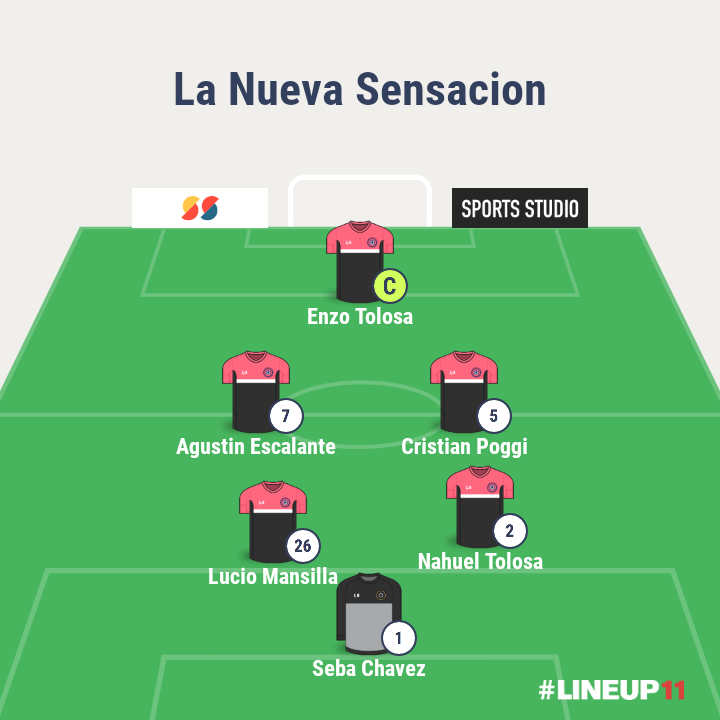 La Nueva Sensacion
SPORTS STUDIO
C
Enzo Tolosa
7
5
Agustin Escalante
Cristian Poggi
26
2
Lucio Mansilla
Nahuel Tolosa
1
Seba Chavez
#LINEUP11